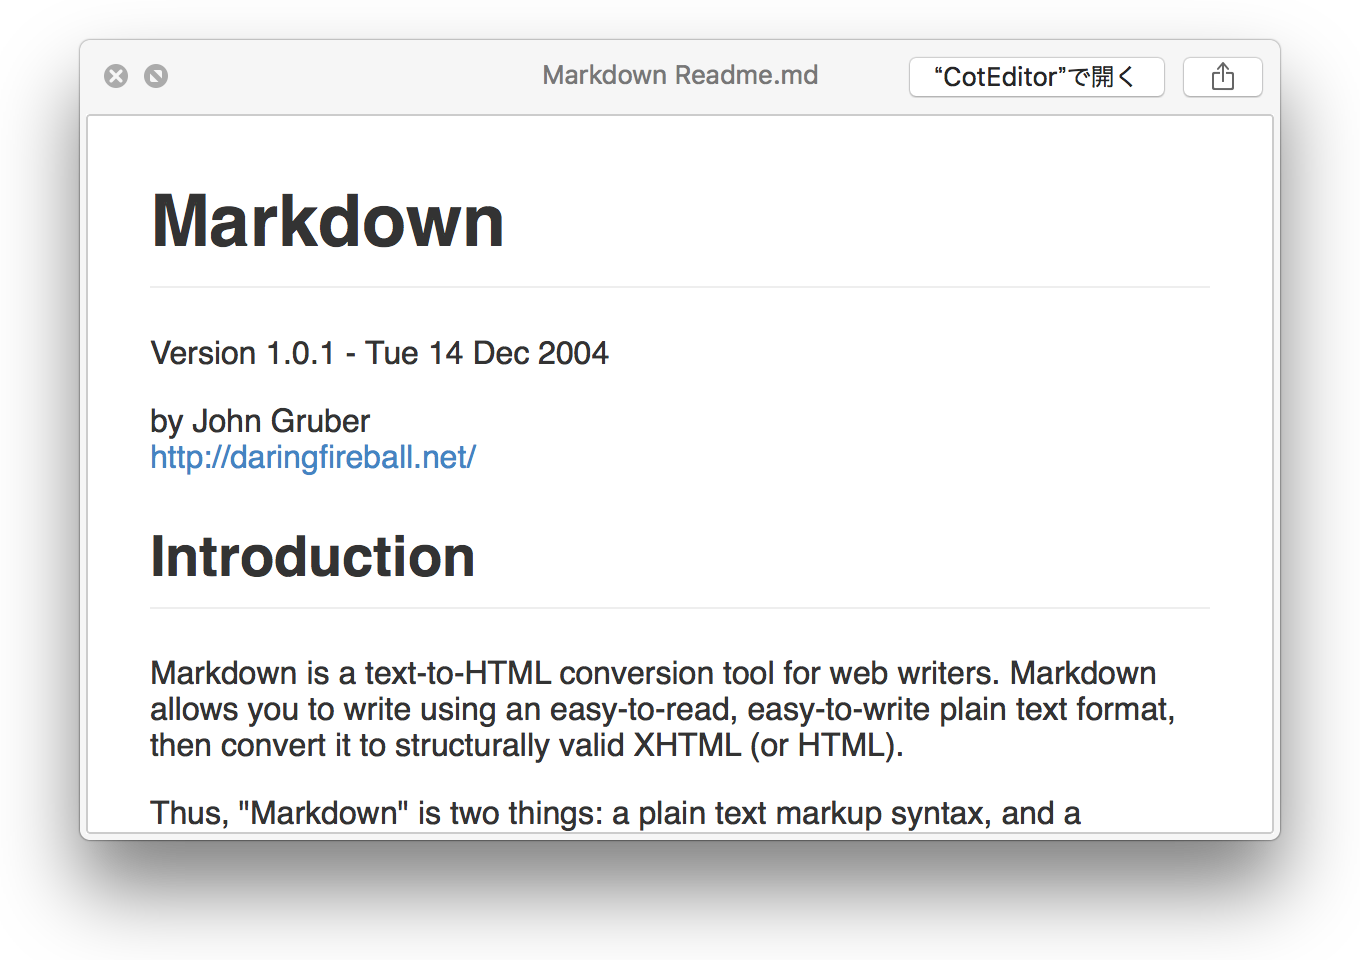 Markdown Readme.md
“CotEditor”で開く
Markdown
Version 1.0.1 - Tue 14 Dec 2004
by John Gruber
http://daringfireball.net/
Introduction
Markdown is a text-to-HTML conversion tool for web writers. Markdown
allows you to write using an easy-to-read, easy-to-write plain text format,
then convert it to structurally valid XHTML (or HTML).
Thus, "Markdown" is two things: a plain text markup syntax, and a